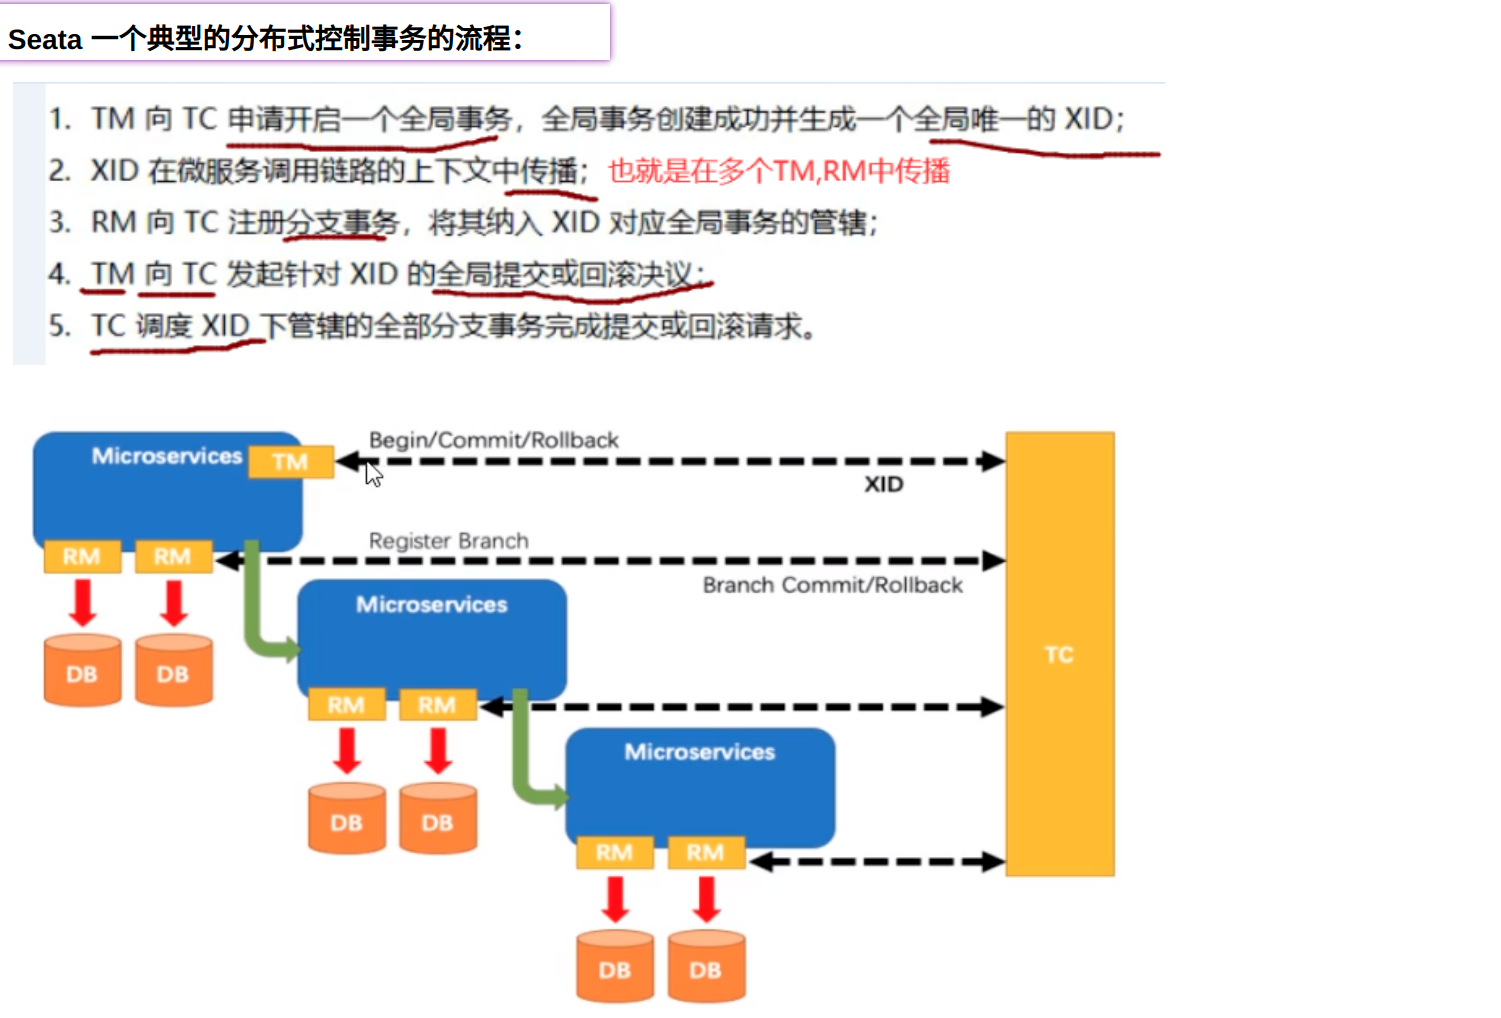 Seata 一个典型的分布式控制事务的流程：
1. TM 向 TC 申请开启一个全局事务，全局事务创建成功并生成一个全局唯一的 XID；
2. XID 在微服务调用链路的上下文中传播； 也就是在多个TM,RM中传播
3. RM 向 TC 注册分支事务，将其纳入 XID 对应全局事务的管辖；
4. TM 向 TC 发起针对 XID 的全局提交或回滚决议；
5. TC 调度 XID 下管辖的全部分支事务完成提交或回滚请求。
Begin/Commit/Rollback
Microservices TM
XID
Register Branch
RM RM
Branch Commit/Rollback
Microservices
TC
DB DB
RM RM
Microservices
DB DB
RM RM
DB DB